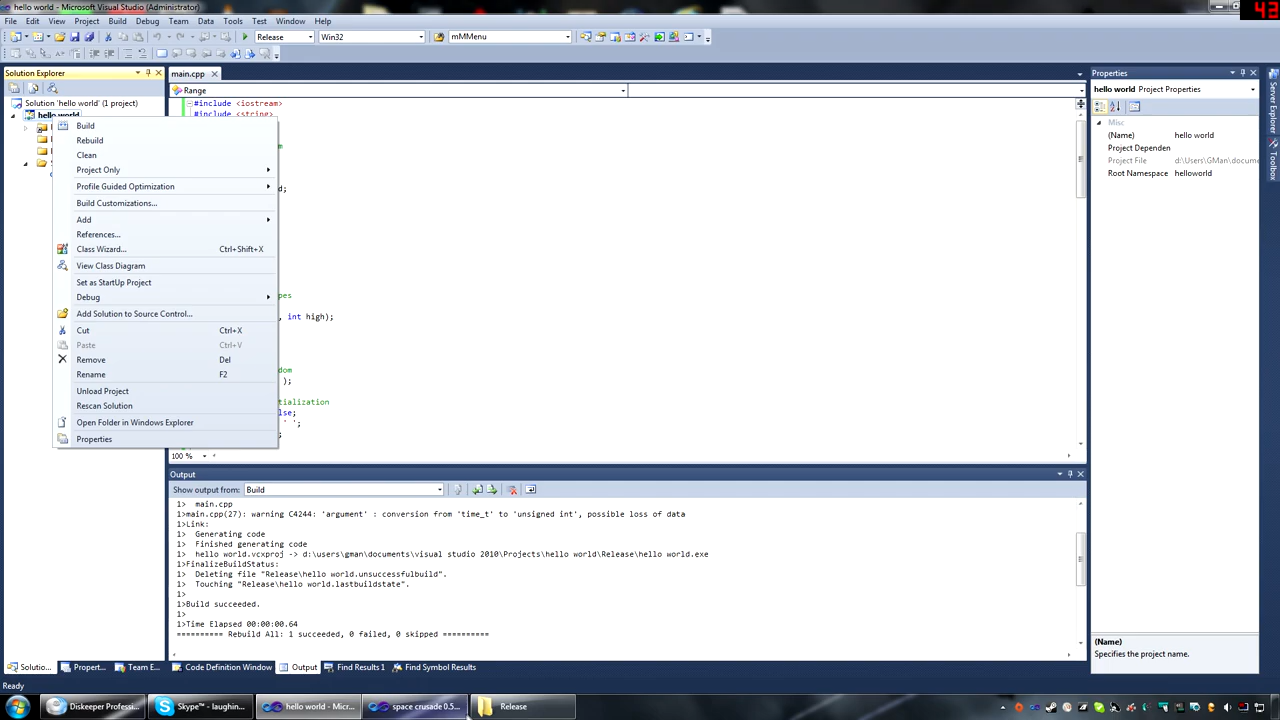 hello world - Microsoft Visual Studio (Administrator)
42
File Edit View Project Build Debug Team Data Tools Test Window Help
Release Win32 mMMenu
Solution Explorer
main.cpp
Properties
Range
hello world Project Properties
Solution 'hello world' (1 project)
hello world
#include <iostream>
#include <string>
Misc
(Name) hello world
Project Dependen
Project File d:\Users\GMan\docume
Root Namespace helloworld
Server Explorer
Toolbox
Build
Rebuild
Clean
Project Only
Profile Guided Optimization
Build Customizations...
Add
References...
Class Wizard... Ctrl+Shift+X
View Class Diagram
Set as StartUp Project
Debug
Add Solution to Source Control...
Cut Ctrl+X
Paste Ctrl+V
Remove Del
Rename F2
Unload Project
Rescan Solution
Open Folder in Windows Explorer
Properties
m
d;
pes
, int high);
dom
);
tialization
lse;
' ';
;
100 %
Output
Show output from: Build
1>  main.cpp
1>main.cpp(27): warning C4244: 'argument' : conversion from 'time_t' to 'unsigned int', possible loss of data
1>Link:
1>  Generating code
1>  Finished generating code
1>  hello world.vcxproj -> d:\users\gman\documents\visual studio 2010\Projects\hello world\Release\hello world.exe
1>FinalizeBuildStatus:
1>  Deleting file "Release\hello world.unsuccessfulbuild".
1>  Touching "Release\hello world.lastbuildstate".
1>
1>Build succeeded.
1>
1>Time Elapsed 00:00:00.64
========== Rebuild All: 1 succeeded, 0 failed, 0 skipped ==========
(Name)
Specifies the project name.
Solutio... Propert... Team E... Code Definition Window Output Find Results 1 Find Symbol Results
Ready
Diskeeper Professi... Skype™ - laughin... hello world - Micr... space crusade 0.5... Release